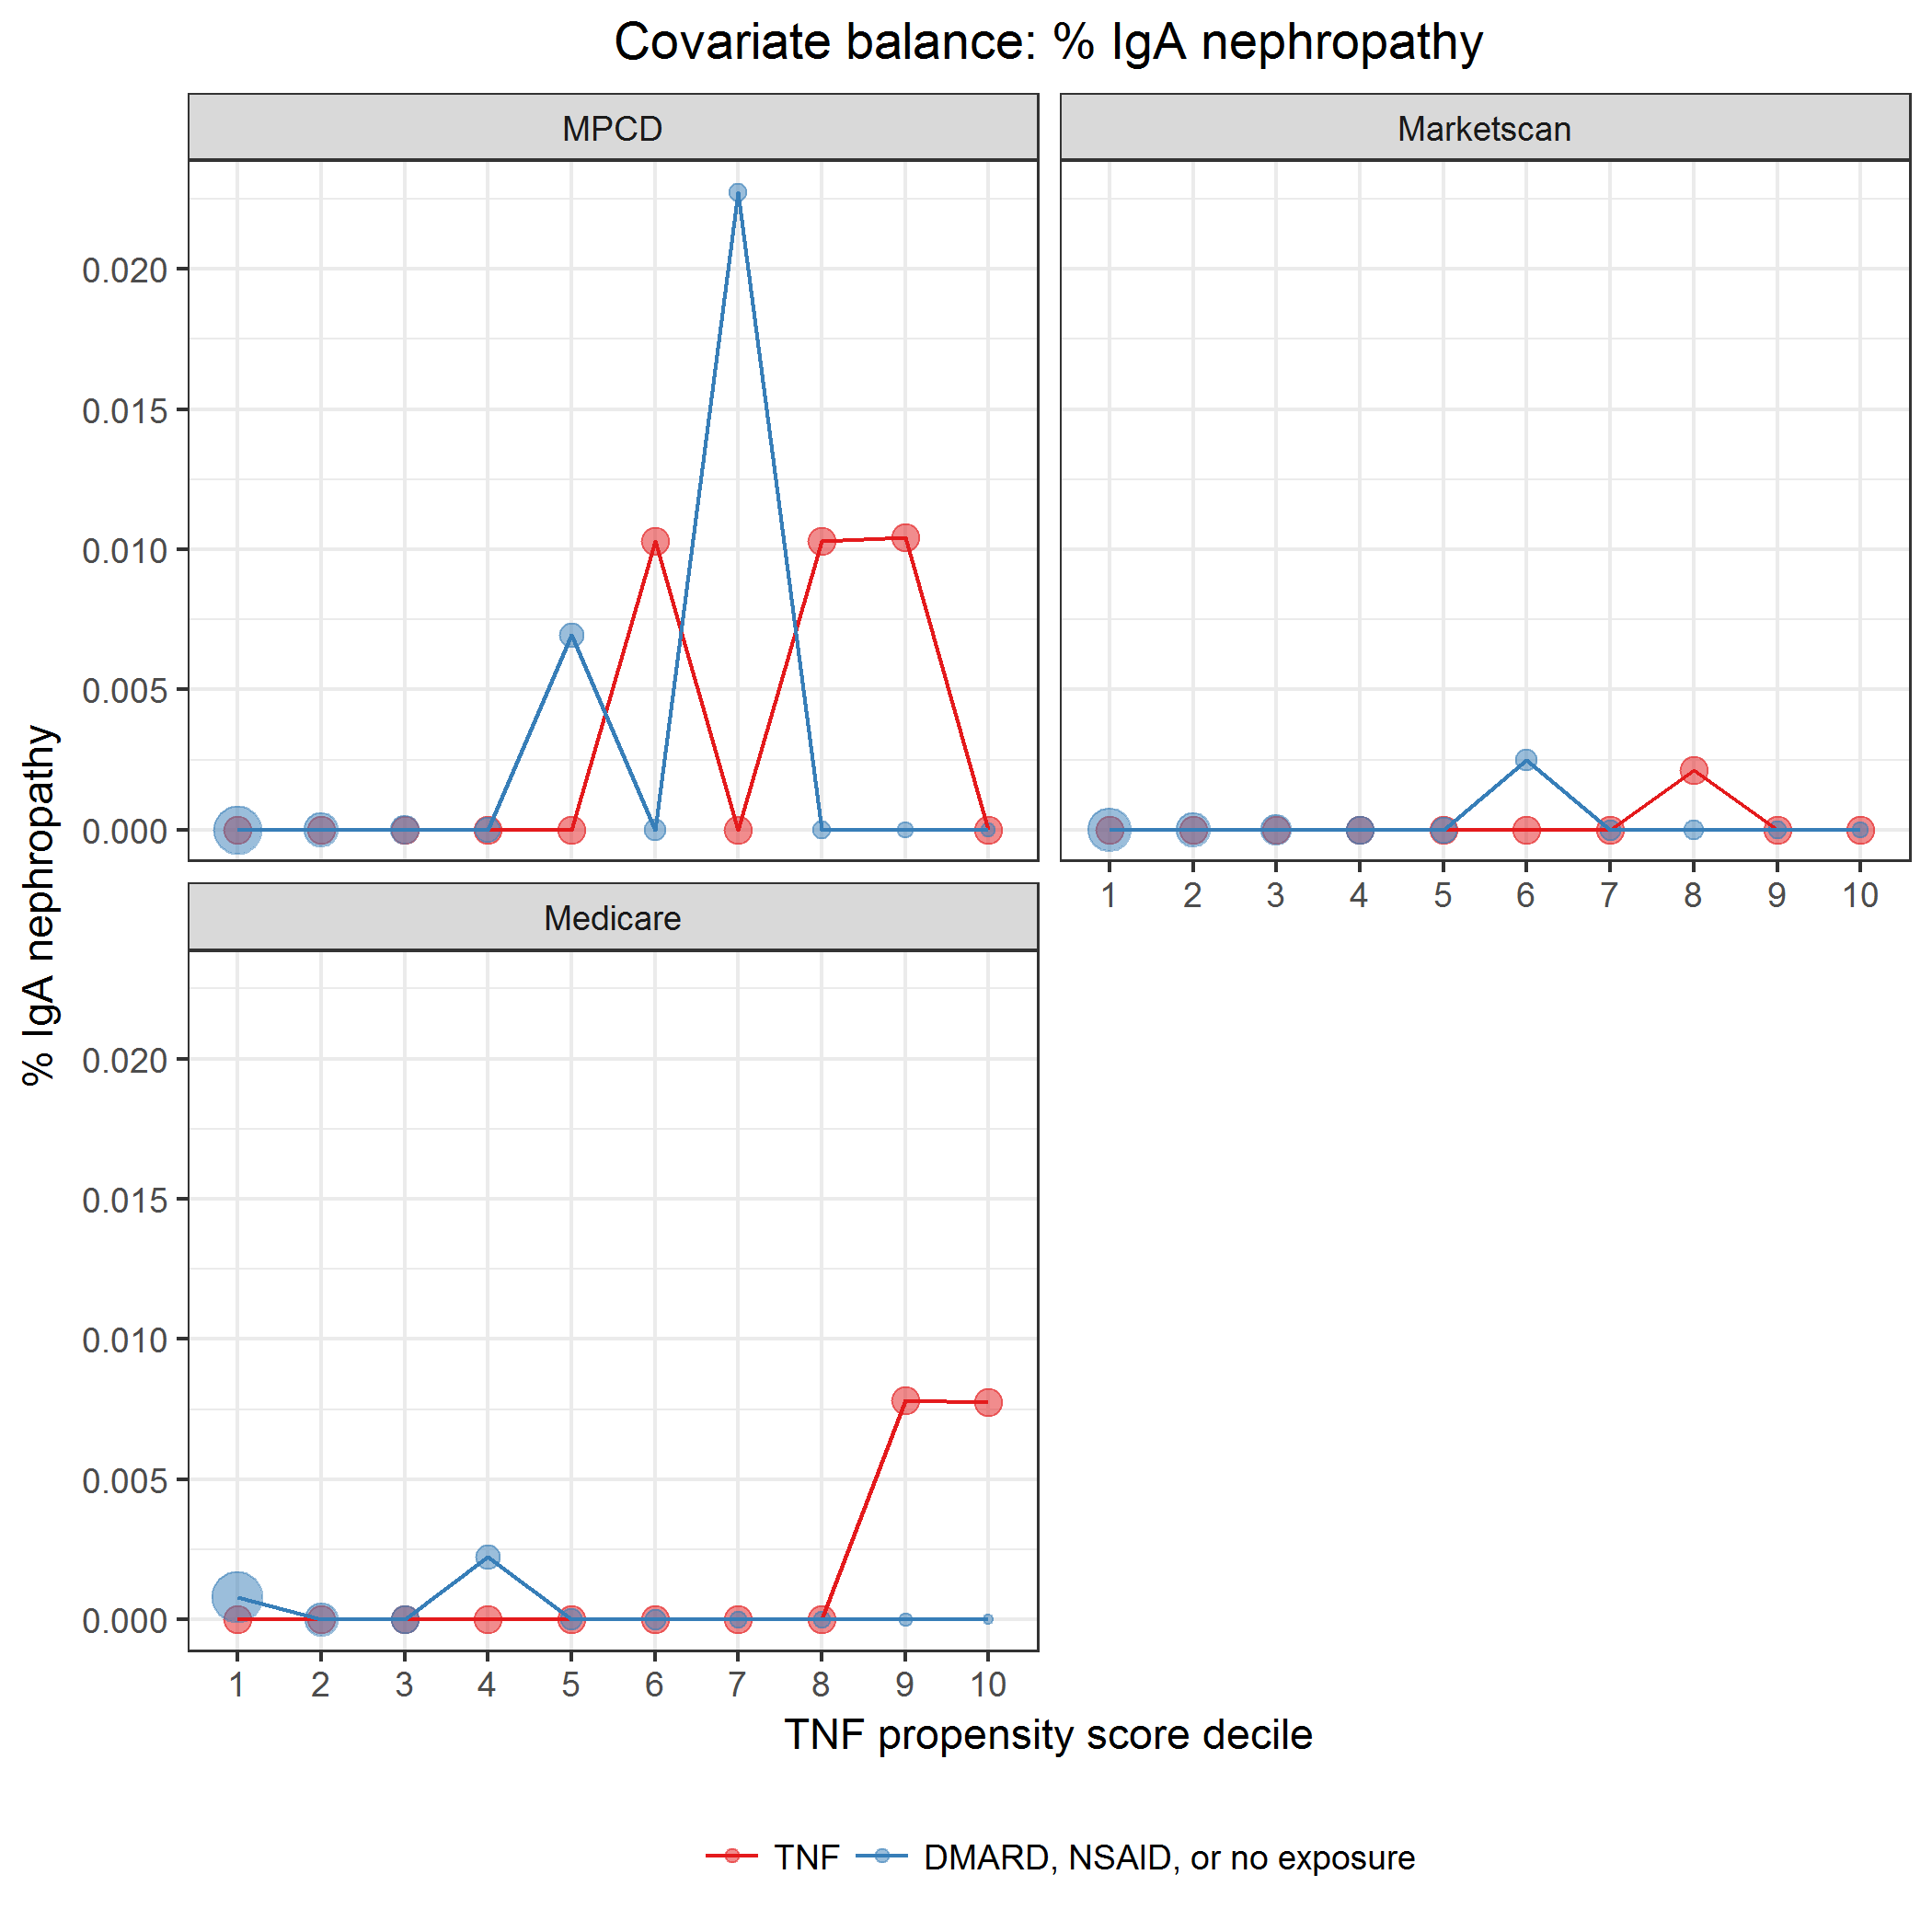 Covariate balance: % IgA nephropathy
MPCD
Marketscan
0.020
0.015
0.010
0.005
0.000
1 2 3 4 5 6 7 8 9 10
Medicare
0.020
0.015
0.010
0.005
0.000
1 2 3 4 5 6 7 8 9 10
% IgA nephropathy
TNF propensity score decile
TNF DMARD, NSAID, or no exposure